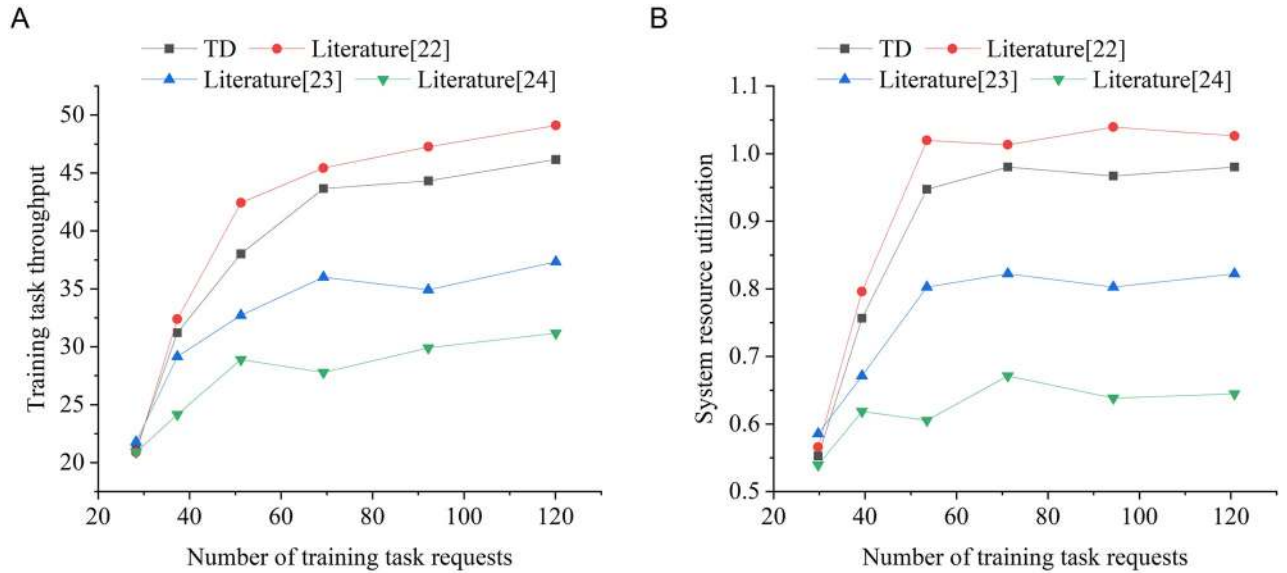 A
TD Literature[22]
Literature[23] Literature[24]
50
45
40
35
30
25
20
Training task throughput
20 40 60 80 100 120
Number of training task requests
B
TD Literature[22]
Literature[23] Literature[24]
1.1
1.0
0.9
0.8
0.7
0.6
0.5
System resource utilization
20 40 60 80 100 120
Number of training task requests